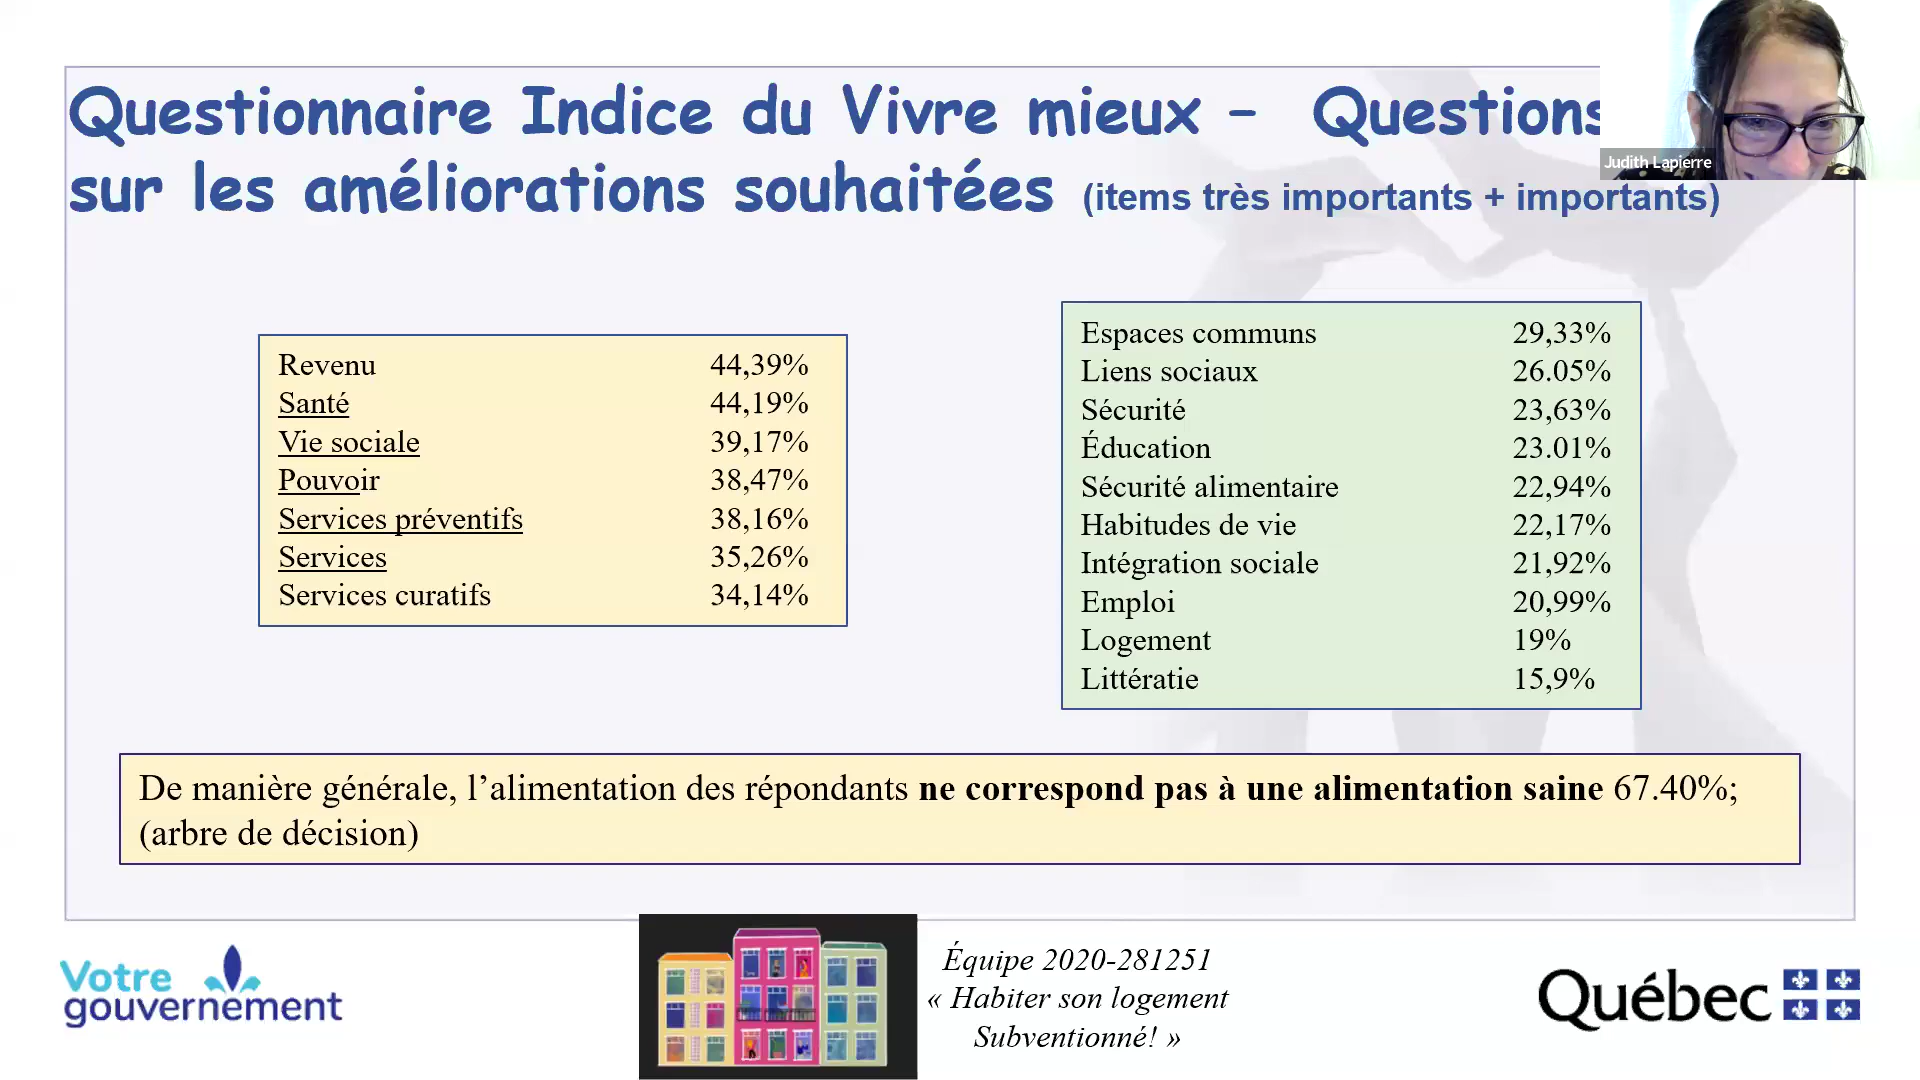 Questionnaire Indice du Vivre mieux – Questions
sur les améliorations souhaitées (items très importants + importants)
Judith Lapierre
Revenu 44,39%
Santé 44,19%
Vie sociale 39,17%
Pouvoir 38,47%
Services préventifs 38,16%
Services 35,26%
Services curatifs 34,14%
Espaces communs 29,33%
Liens sociaux 26.05%
Sécurité 23,63%
Éducation 23.01%
Sécurité alimentaire 22,94%
Habitudes de vie 22,17%
Intégration sociale 21,92%
Emploi 20,99%
Logement 19%
Littératie 15,9%
De manière générale, l’alimentation des répondants ne correspond pas à une alimentation saine 67.40%;
(arbre de décision)
Votre
gouvernement
Équipe 2020-281251
« Habiter son logement
Subventionné! »
Québec